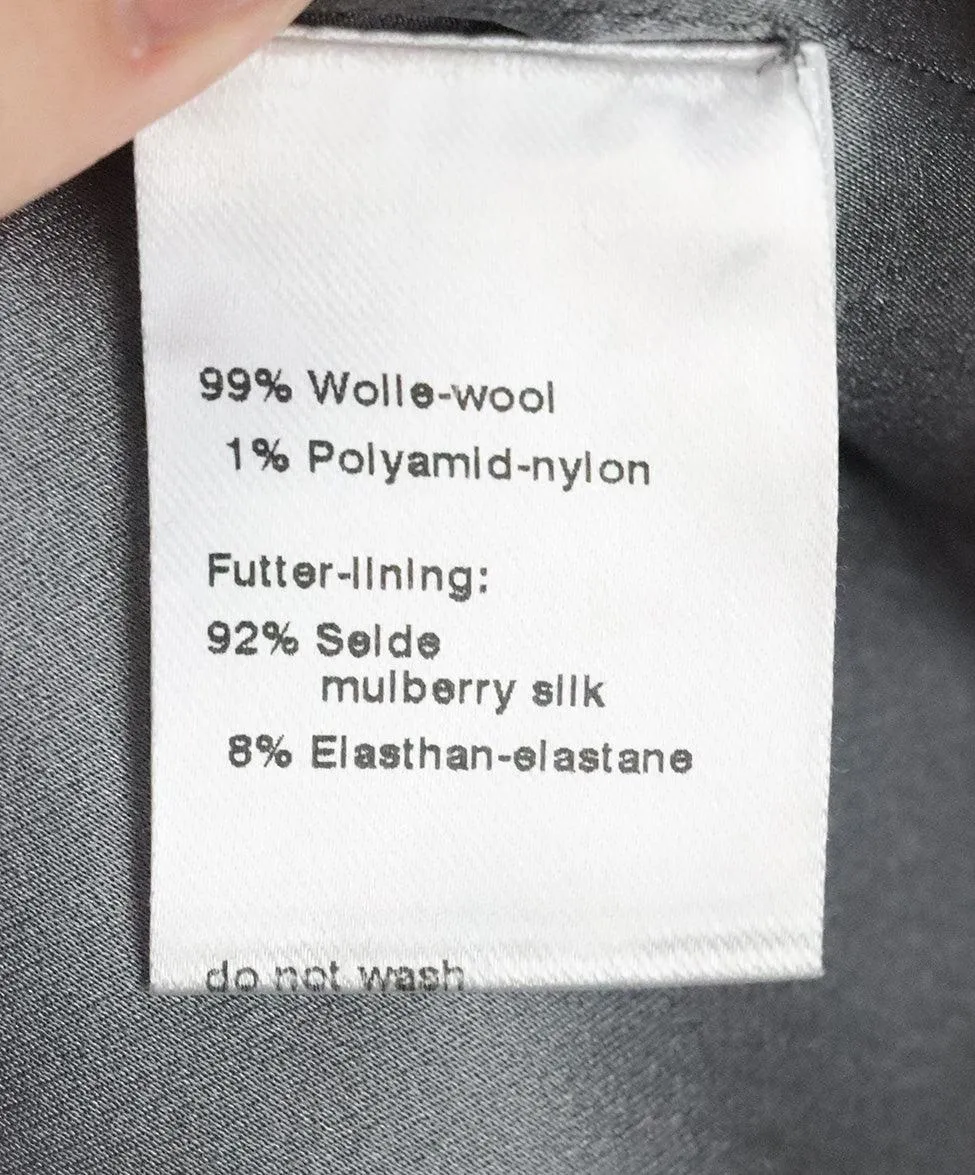 99% Wolle-wool
1% Polyamid-nylon
Futter-lining:
92% Seide
mulberry silk
8% Elasthan-elastane
do not wash